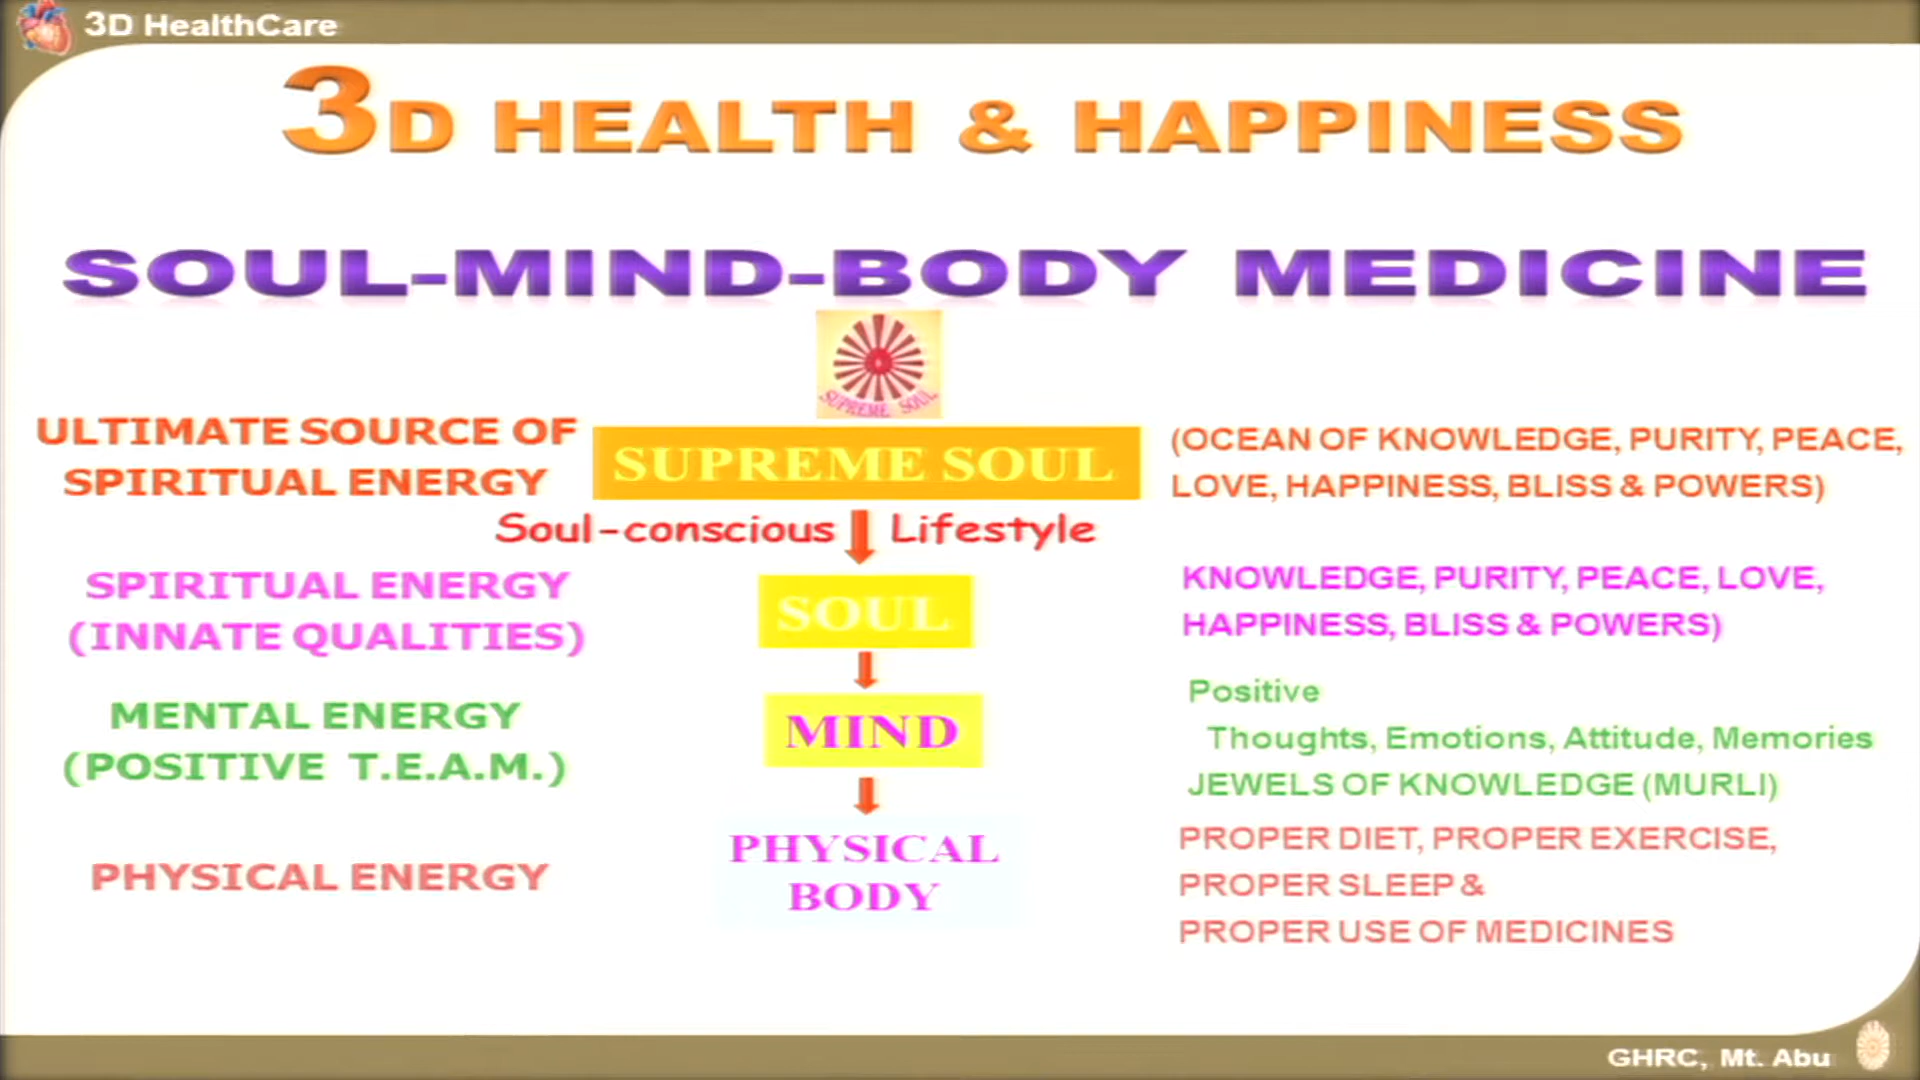 3D HealthCare
3D HEALTH & HAPPINESS
SOUL-MIND-BODY MEDICINE
SUPREME SOUL
ULTIMATE SOURCE OF
SPIRITUAL ENERGY
SUPREME SOUL
(OCEAN OF KNOWLEDGE, PURITY, PEACE,
LOVE, HAPPINESS, BLISS & POWERS)
Soul-conscious Lifestyle
SPIRITUAL ENERGY
(INNATE QUALITIES)
SOUL
KNOWLEDGE, PURITY, PEACE, LOVE,
HAPPINESS, BLISS & POWERS)
MENTAL ENERGY
(POSITIVE T.E.A.M.)
MIND
Positive
Thoughts, Emotions, Attitude, Memories
JEWELS OF KNOWLEDGE (MURLI)
PHYSICAL ENERGY
PHYSICAL
BODY
PROPER DIET, PROPER EXERCISE,
PROPER SLEEP &
PROPER USE OF MEDICINES
GHRC, Mt. Abu